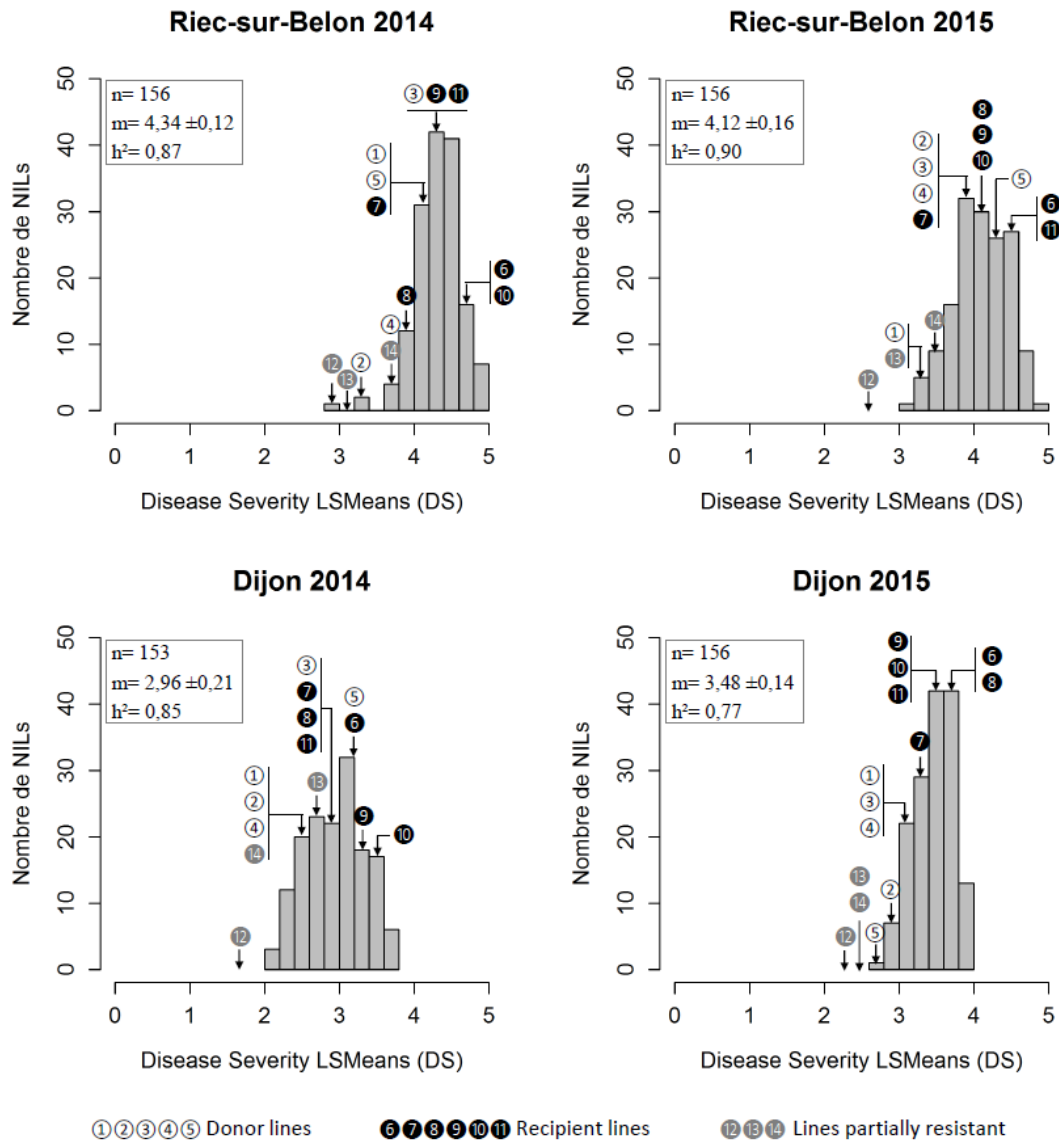 Riec-sur-Belon 2014
n= 156
m= 4,34 ±0,12
h²= 0,87
③ ❾ ⓫
①
⑤
❼
❻
❿
❽
④
⑭
⑫
⑬
②
50
40
30
20
10
0
Nombre de NILs
0 1 2 3 4 5
Disease Severity LSMeans (DS)
Riec-sur-Belon 2015
n= 156
m= 4,12 ±0,16
h²= 0,90
❽
❾
❿
②
③
④
❼
⑤
❻
⓫
①
⑬
⑭
⑫
50
40
30
20
10
0
Nombre de NILs
0 1 2 3 4 5
Disease Severity LSMeans (DS)
Dijon 2014
n= 153
m= 2,96 ±0,21
h²= 0,85
③
❼
❽
⓫
⑤
❻
①
②
④
⑭
⑬
❾
❿
⑫
50
40
30
20
10
0
Nombre de NILs
0 1 2 3 4 5
Disease Severity LSMeans (DS)
Dijon 2015
n= 156
m= 3,48 ±0,14
h²= 0,77
❾
❿
⓫
❻
❽
❼
①
③
④
⑬
⑭
②
⑫
⑤
50
40
30
20
10
0
Nombre de NILs
0 1 2 3 4 5
Disease Severity LSMeans (DS)
①②③④⑤ Donor lines ❻❼❽❾❿⓫ Recipient lines ⑫⑬⑭ Lines partially resistant